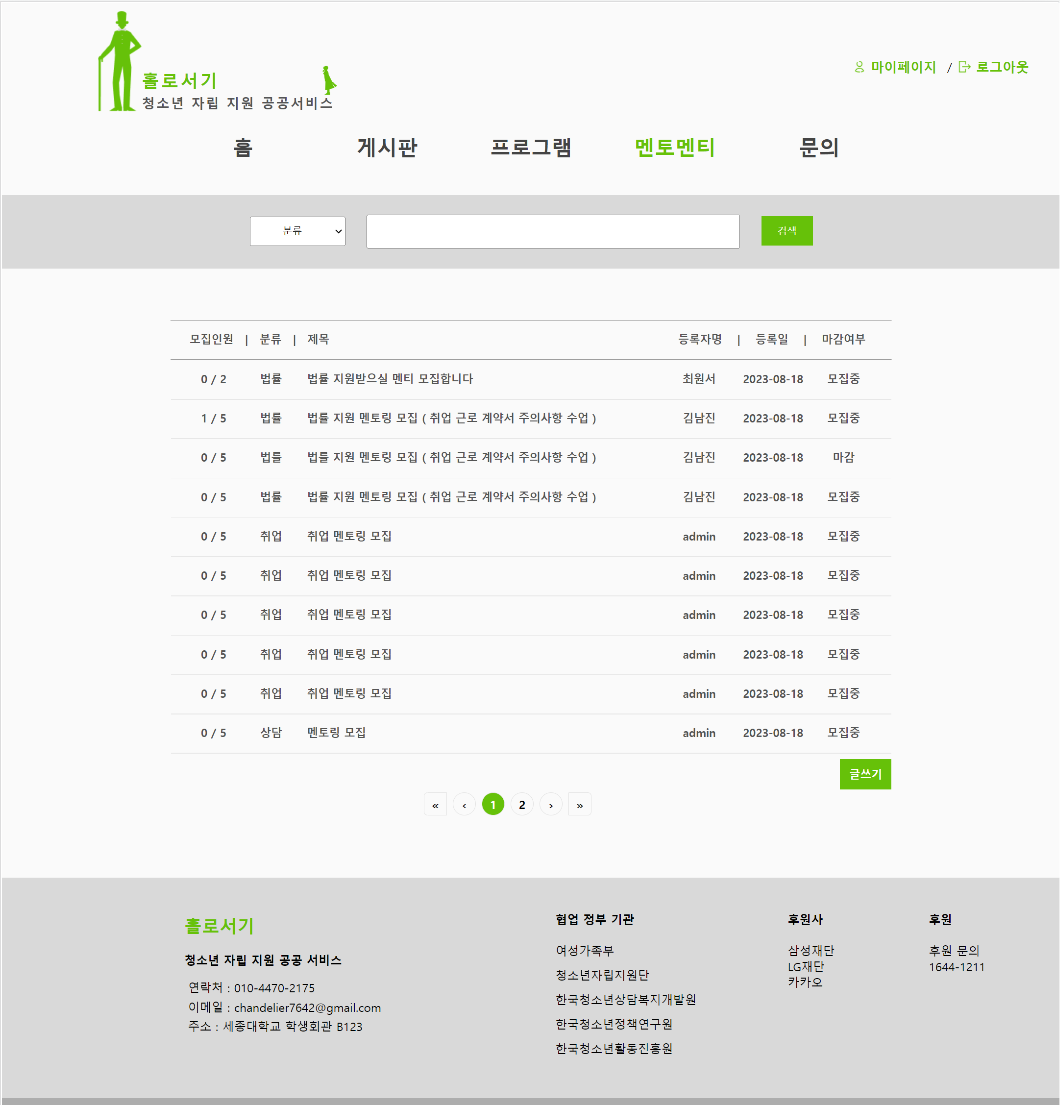 홀로서기
청소년 자립 지원 공공서비스
마이페이지 / 로그아웃
홈 게시판 프로그램 멘토멘티 문의
분류 검색
모집인원 | 분류 | 제목 등록자명 | 등록일 | 마감여부
0 / 2 법률 법률 지원받으실 멘티 모집합니다 최원서 2023-08-18 모집중
1 / 5 법률 법률 지원 멘토링 모집 ( 취업 근로 계약서 주의사항 수업 ) 김남진 2023-08-18 모집중
0 / 5 법률 법률 지원 멘토링 모집 ( 취업 근로 계약서 주의사항 수업 ) 김남진 2023-08-18 마감
0 / 5 법률 법률 지원 멘토링 모집 ( 취업 근로 계약서 주의사항 수업 ) 김남진 2023-08-18 모집중
0 / 5 취업 취업 멘토링 모집 admin 2023-08-18 모집중
0 / 5 취업 취업 멘토링 모집 admin 2023-08-18 모집중
0 / 5 취업 취업 멘토링 모집 admin 2023-08-18 모집중
0 / 5 취업 취업 멘토링 모집 admin 2023-08-18 모집중
0 / 5 취업 취업 멘토링 모집 admin 2023-08-18 모집중
0 / 5 상담 멘토링 모집 admin 2023-08-18 모집중
글쓰기
« ‹ 1 2 › »
홀로서기
청소년 자립 지원 공공 서비스
연락처 : 010-4470-2175
이메일 : chandelier7642@gmail.com
주소 : 세종대학교 학생회관 B123
협업 정부 기관
여성가족부
청소년자립지원단
한국청소년상담복지개발원
한국청소년정책연구원
한국청소년활동진흥원
후원사
삼성재단
LG재단
카카오
후원
후원 문의
1644-1211